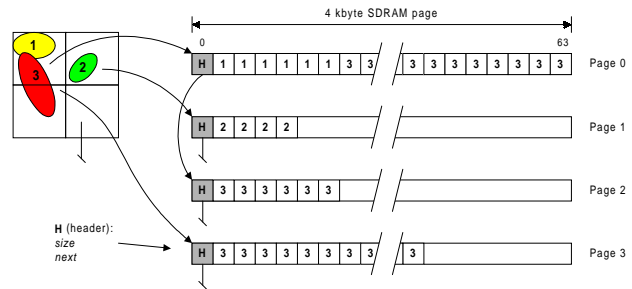 4 kbyte SDRAM page
0 63
1
2
3
H 1 1 1 1 1 3 3 3 3 3 3 3 3 3 3 Page 0
H 2 2 2 2 Page 1
H 3 3 3 3 3 3 Page 2
H (header):
size
next
H 3 3 3 3 3 3 3 3 3 Page 3